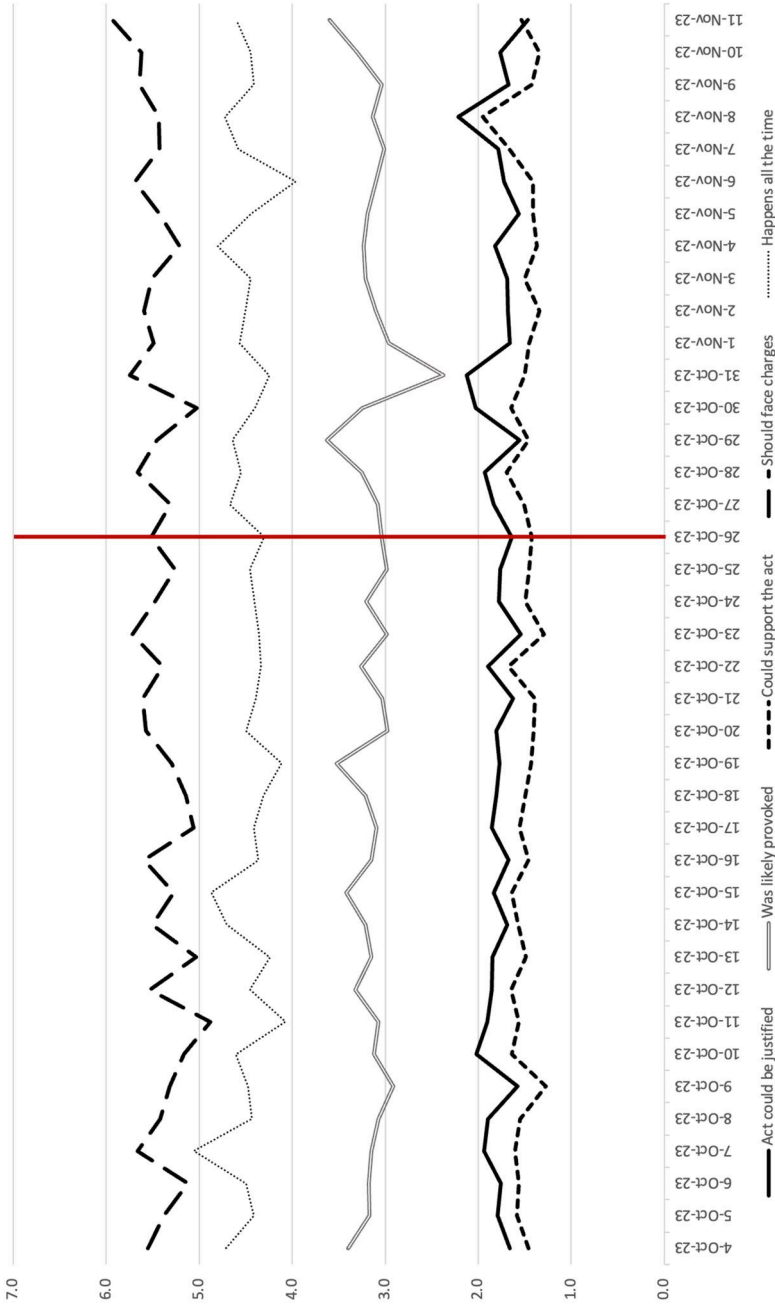 7.0
6.0
5.0
4.0
3.0
2.0
1.0
0.0
4-Oct-23
5-Oct-23
6-Oct-23
7-Oct-23
8-Oct-23
9-Oct-23
10-Oct-23
11-Oct-23
12-Oct-23
13-Oct-23
14-Oct-23
15-Oct-23
16-Oct-23
17-Oct-23
18-Oct-23
19-Oct-23
20-Oct-23
21-Oct-23
22-Oct-23
23-Oct-23
24-Oct-23
25-Oct-23
26-Oct-23
27-Oct-23
28-Oct-23
29-Oct-23
30-Oct-23
31-Oct-23
1-Nov-23
2-Nov-23
3-Nov-23
4-Nov-23
5-Nov-23
6-Nov-23
7-Nov-23
8-Nov-23
9-Nov-23
10-Nov-23
11-Nov-23
Act could be justified
Was likely provoked
Could support the act
Should face charges
Happens all the time